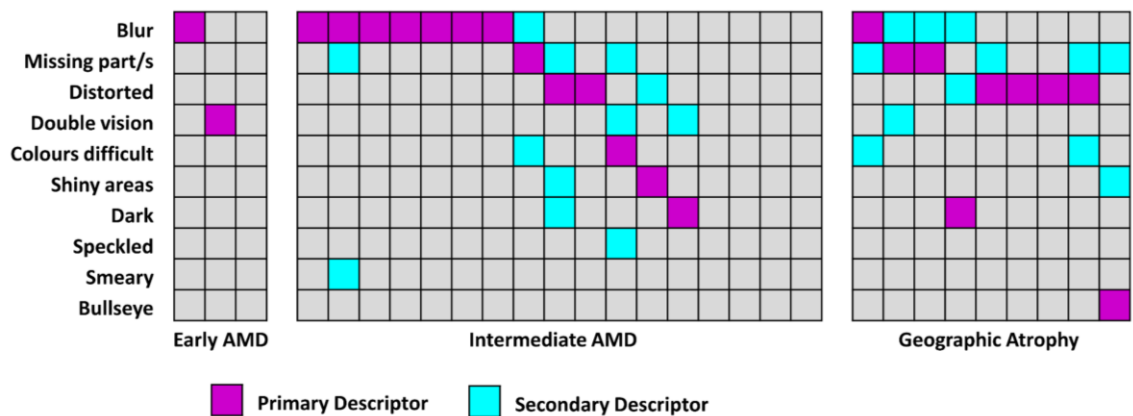 Blur
Missing part/s
Distorted
Double vision
Colours difficult
Shiny areas
Dark
Speckled
Smeary
Bullseye
Early AMD
Intermediate AMD
Geographic Atrophy
Primary Descriptor
Secondary Descriptor